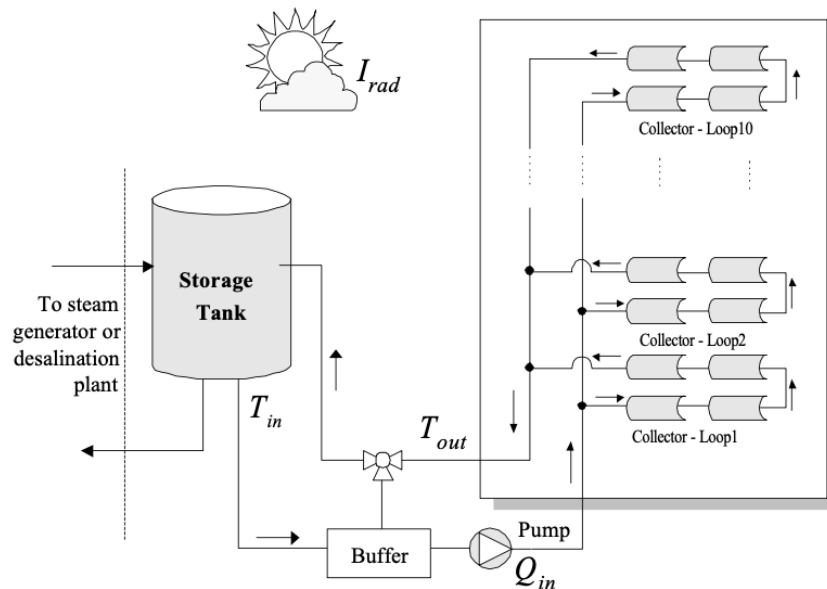 I_rad
Collector - Loop10
Storage
Tank
To steam
generator or
desalination
plant
Collector - Loop2
T_in
T_out
Collector - Loop1
Pump
Buffer
Q_in